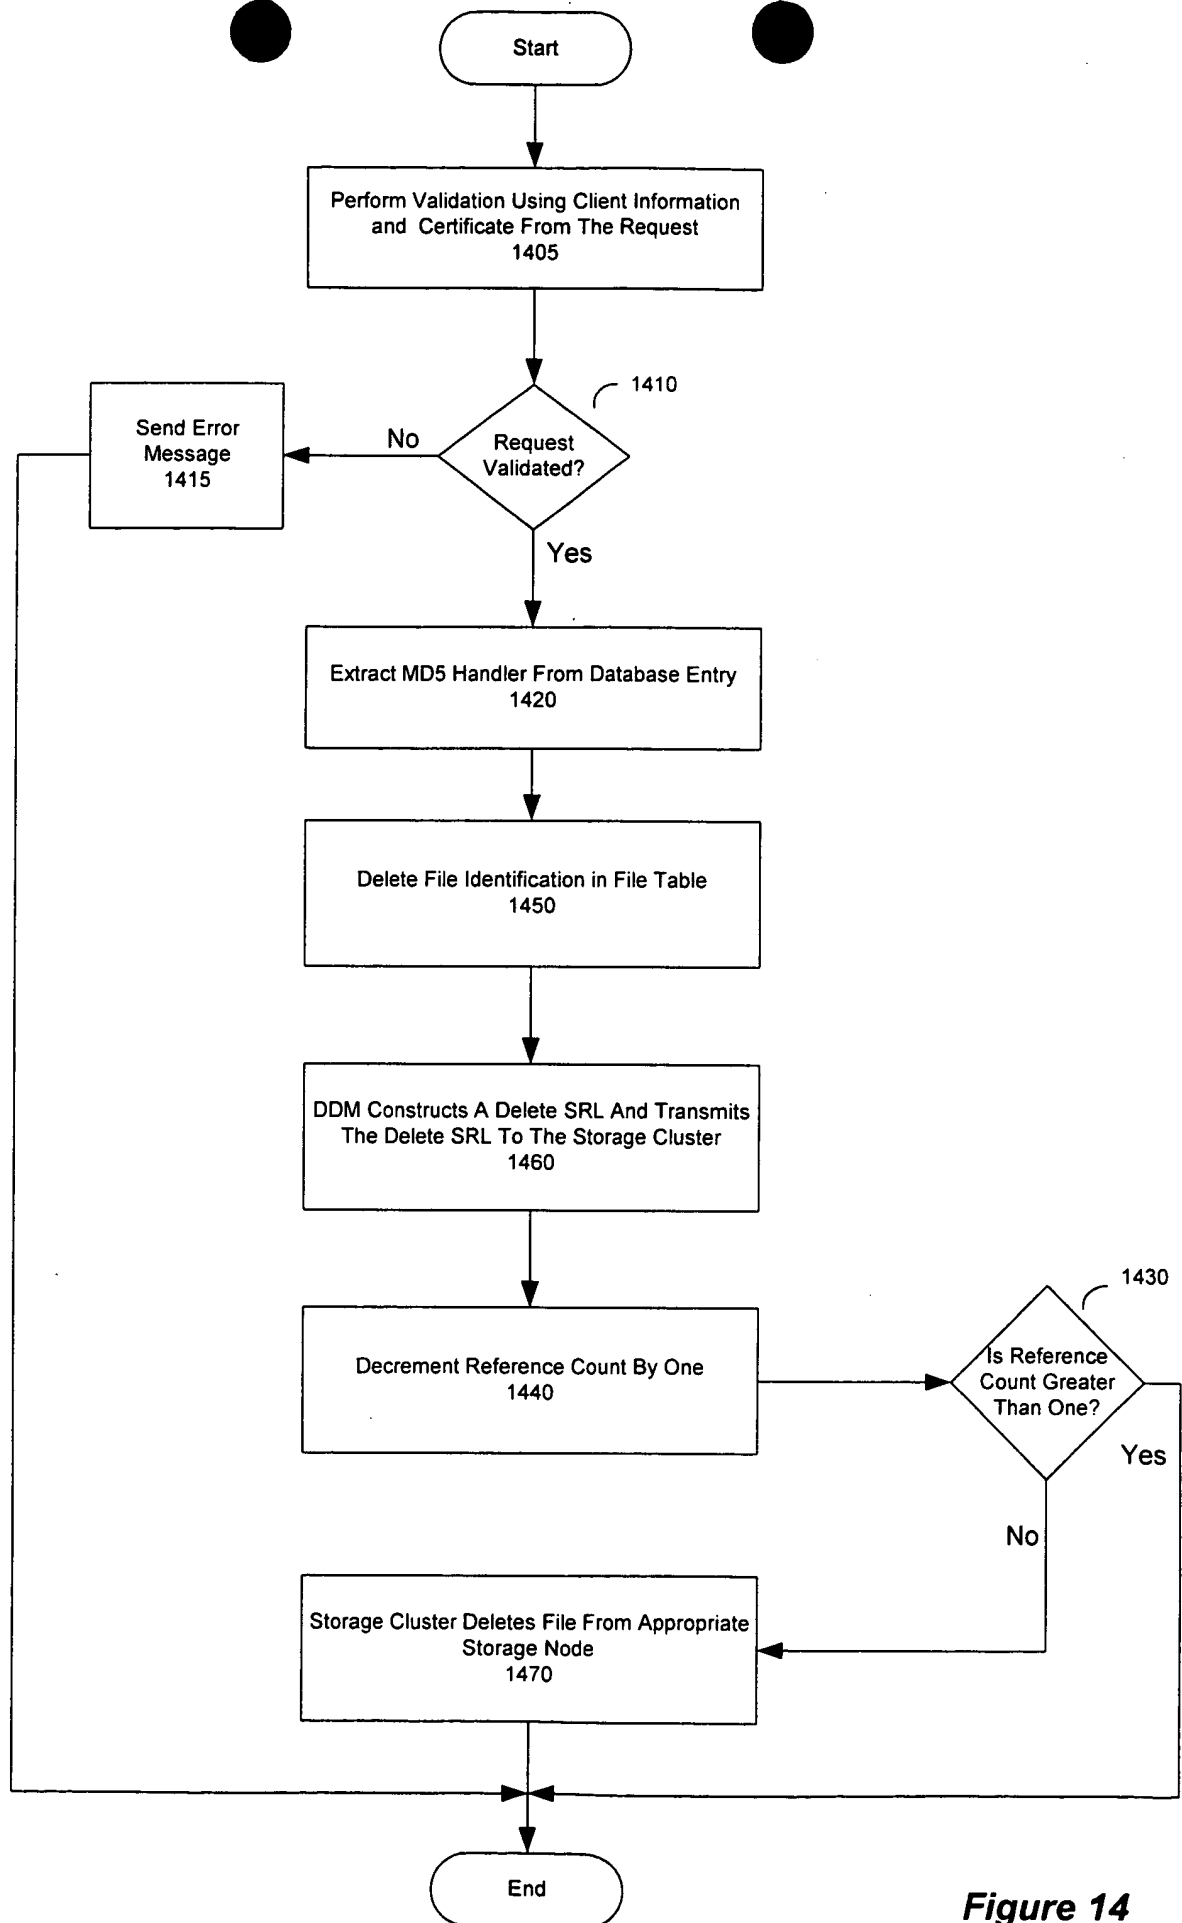 Start
Perform Validation Using Client Information
and Certificate From The Request
1405
1410
Send Error
Message
1415
No
Request
Validated?
Yes
Extract MD5 Handler From Database Entry
1420
Delete File Identification in File Table
1450
DDM Constructs A Delete SRL And Transmits
The Delete SRL To The Storage Cluster
1460
1430
Decrement Reference Count By One
1440
Is Reference
Count Greater
Than One?
Yes
No
Storage Cluster Deletes File From Appropriate
Storage Node
1470
End
Figure 14